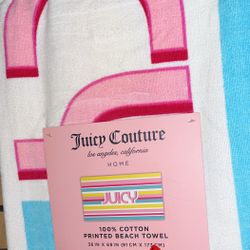 Juicy Couture
los angeles, california
HOME
JUICY
100% COTTON
PRINTED BEACH TOWEL
36 IN X 68 IN (91 CM X 173 CM)